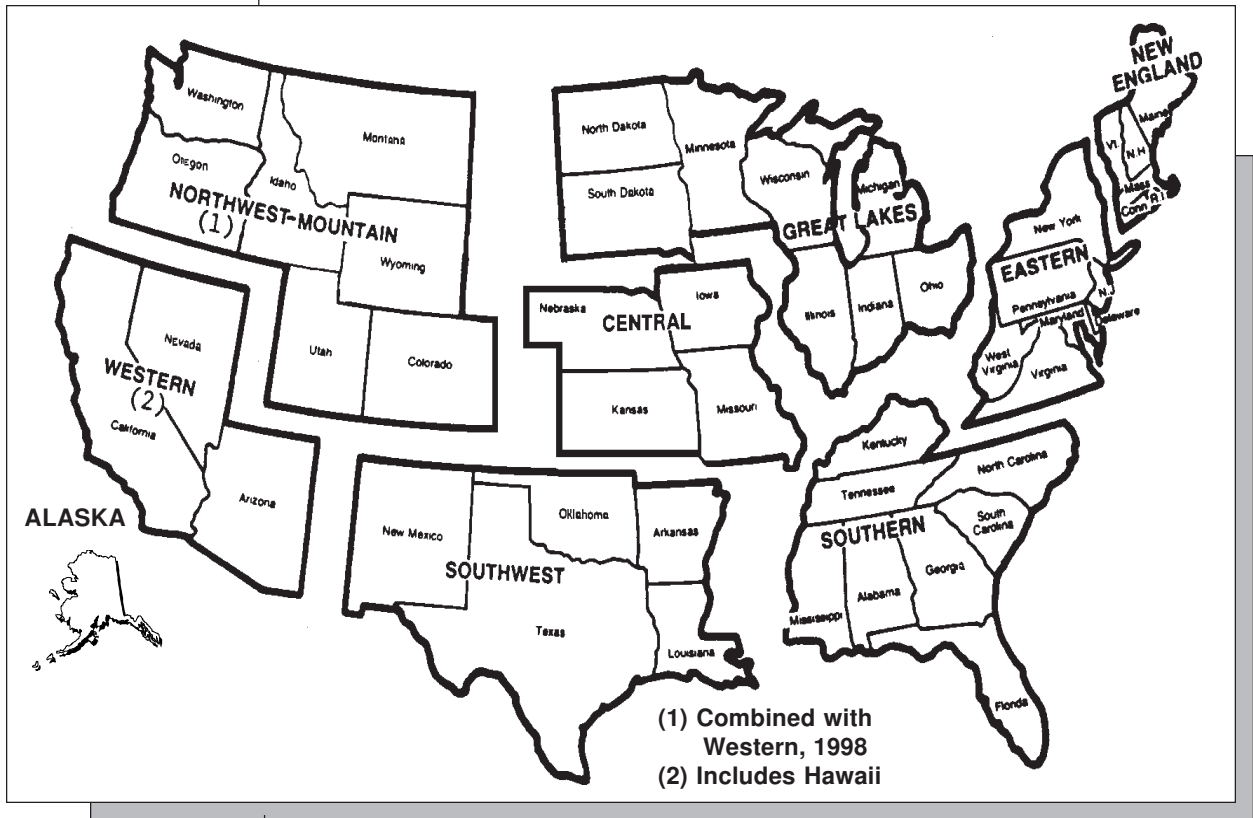 NEW
ENGLAND
Maine
Vt.
N.H
Mass
Conn
R.I
Washington
Montana
Oregon
Idaho
NORTHWEST-MOUNTAIN
(1)
Wyoming
Utah
Colorado
North Dakota
Minnesota
South Dakota
Wisconsin
Michigan
GREAT LAKES
Illinois
Indiana
Ohio
New York
EASTERN
Pennsylvania
N.J
Maryland
Delaware
West
Virginia
Virginia
Nebraska
Iowa
CENTRAL
Kansas
Missouri
Nevada
WESTERN
(2)
California
Arizona
ALASKA
New Mexico
Oklahoma
Arkansas
SOUTHWEST
Texas
Louisiana
Kentucky
North Carolina
Tennessee
South
Carolina
SOUTHERN
Georgia
Alabama
Mississippi
Florida
(1) Combined with
Western, 1998
(2) Includes Hawaii